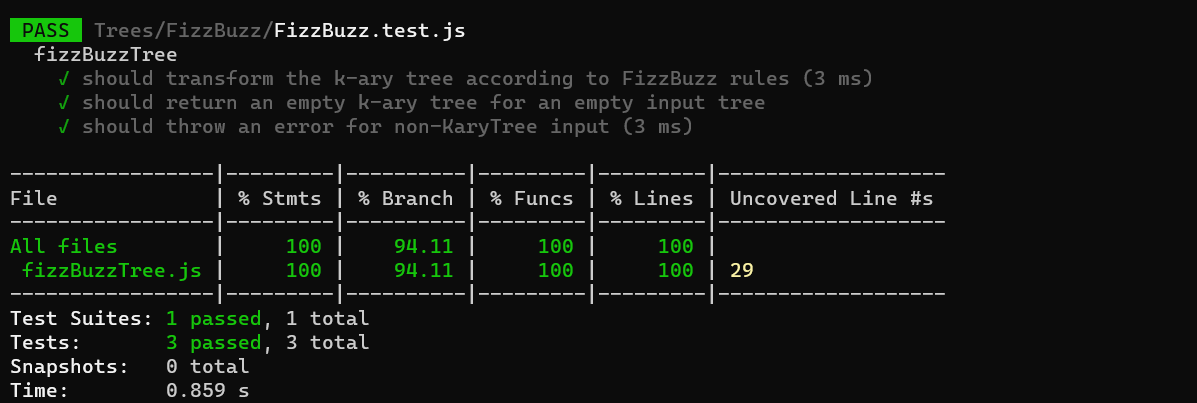 PASS  Trees/FizzBuzz/FizzBuzz.test.js
  fizzBuzzTree
    √ should transform the k-ary tree according to FizzBuzz rules (3 ms)
    √ should return an empty k-ary tree for an empty input tree
    √ should throw an error for non-KaryTree input (3 ms)
-----------------|---------|----------|---------|---------|-------------------
File             | % Stmts | % Branch | % Funcs | % Lines | Uncovered Line #s
-----------------|---------|----------|---------|---------|-------------------
All files        |     100 |    94.11 |     100 |     100 |
 fizzBuzzTree.js |     100 |    94.11 |     100 |     100 | 29
-----------------|---------|----------|---------|---------|-------------------
Test Suites: 1 passed, 1 total
Tests:       3 passed, 3 total
Snapshots:   0 total
Time:        0.859 s